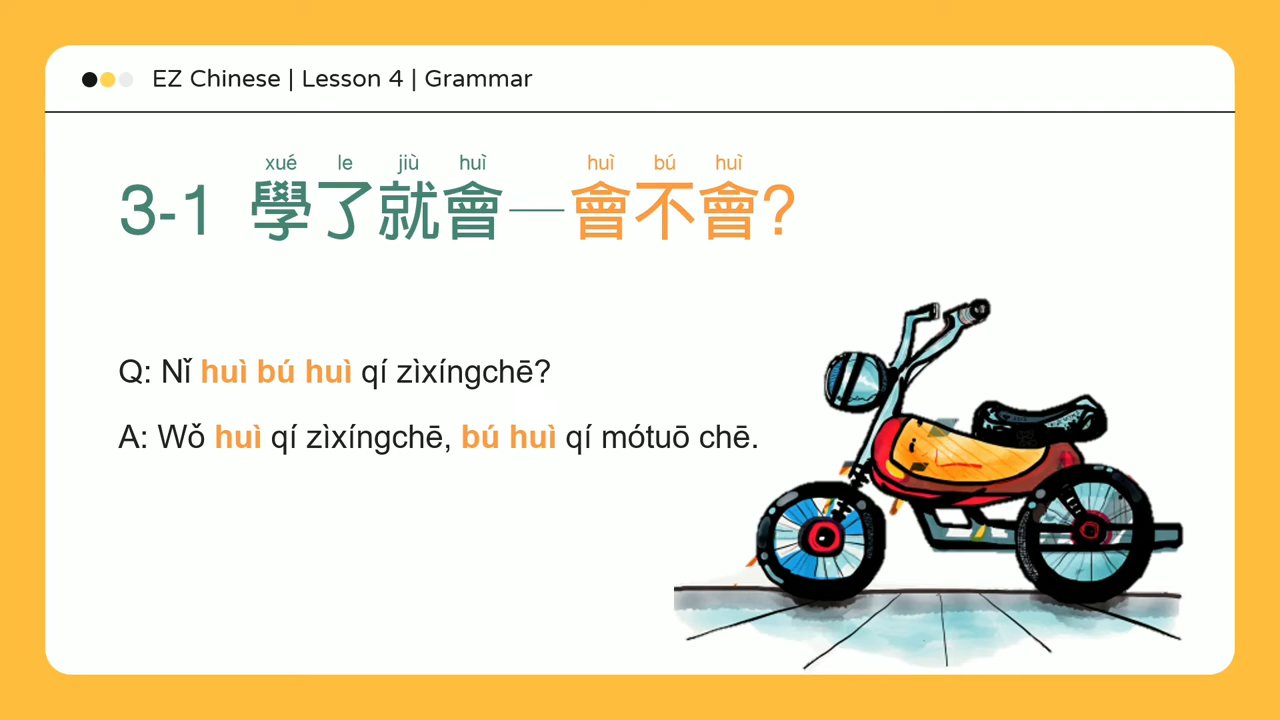 EZ Chinese | Lesson 4 | Grammar
xué le jiù huì huì bú huì
3-1 學了就會—會不會?
Q: Nǐ huì bú huì qí zìxíngchē?
A: Wǒ huì qí zìxíngchē, bú huì qí mótuō chē.